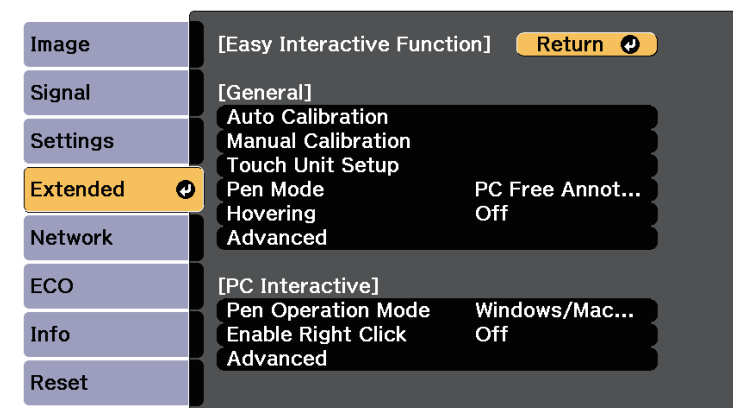 Image
Signal
Settings
Extended
Network
ECO
Info
Reset
[Easy Interactive Function] Return
[General]
Auto Calibration
Manual Calibration
Touch Unit Setup
Pen Mode PC Free Annot...
Hovering Off
Advanced
[PC Interactive]
Pen Operation Mode Windows/Mac...
Enable Right Click Off
Advanced